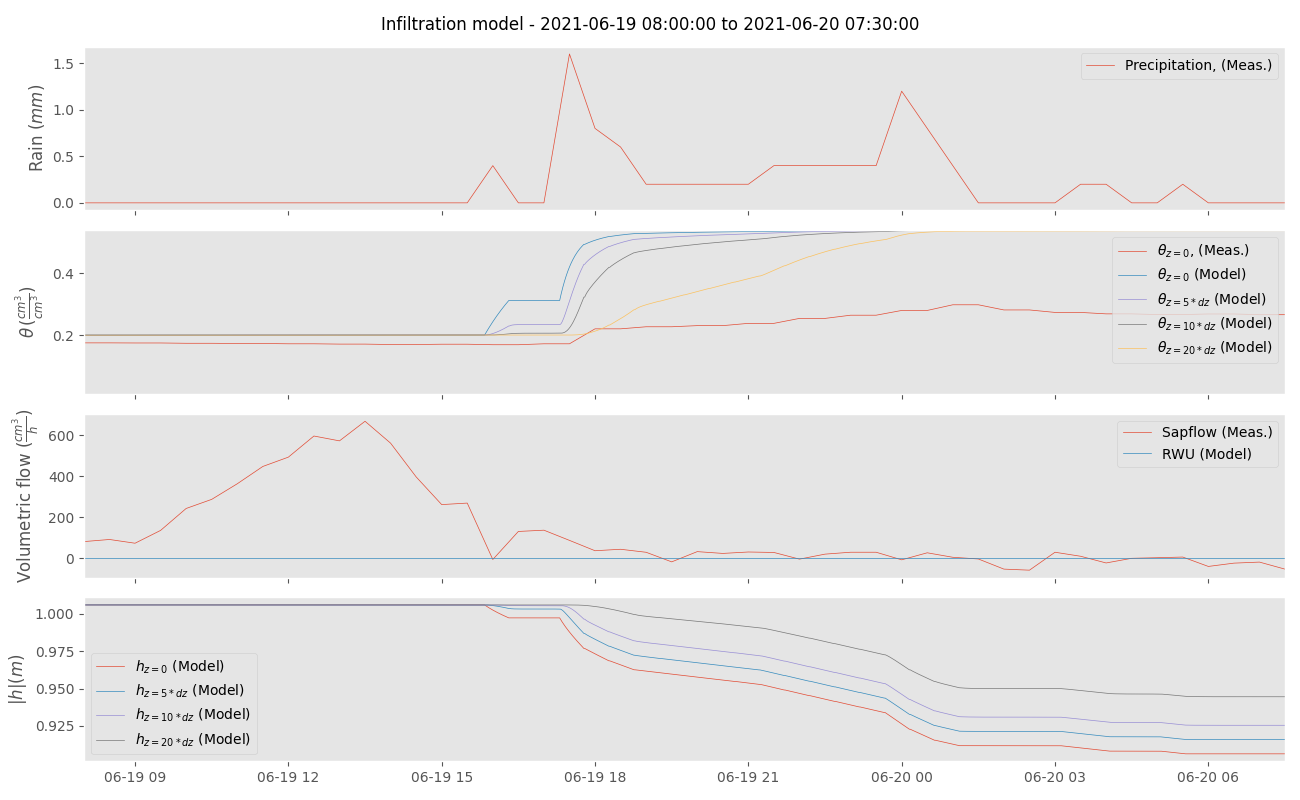 Infiltration model - 2021-06-19 08:00:00 to 2021-06-20 07:30:00
Rain (mm)
1.5
1.0
0.5
0.0
Precipitation, (Meas.)
θ (cm³/cm³)
0.4
0.2
θz=0, (Meas.)
θz=0 (Model)
θz=5*dz (Model)
θz=10*dz (Model)
θz=20*dz (Model)
Volumetric flow (cm³/h)
600
400
200
0
Sapflow (Meas.)
RWU (Model)
|h|(m)
1.000
0.975
0.950
0.925
hz=0 (Model)
hz=5*dz (Model)
hz=10*dz (Model)
hz=20*dz (Model)
06-19 09 06-19 12 06-19 15 06-19 18 06-19 21 06-20 00 06-20 03 06-20 06